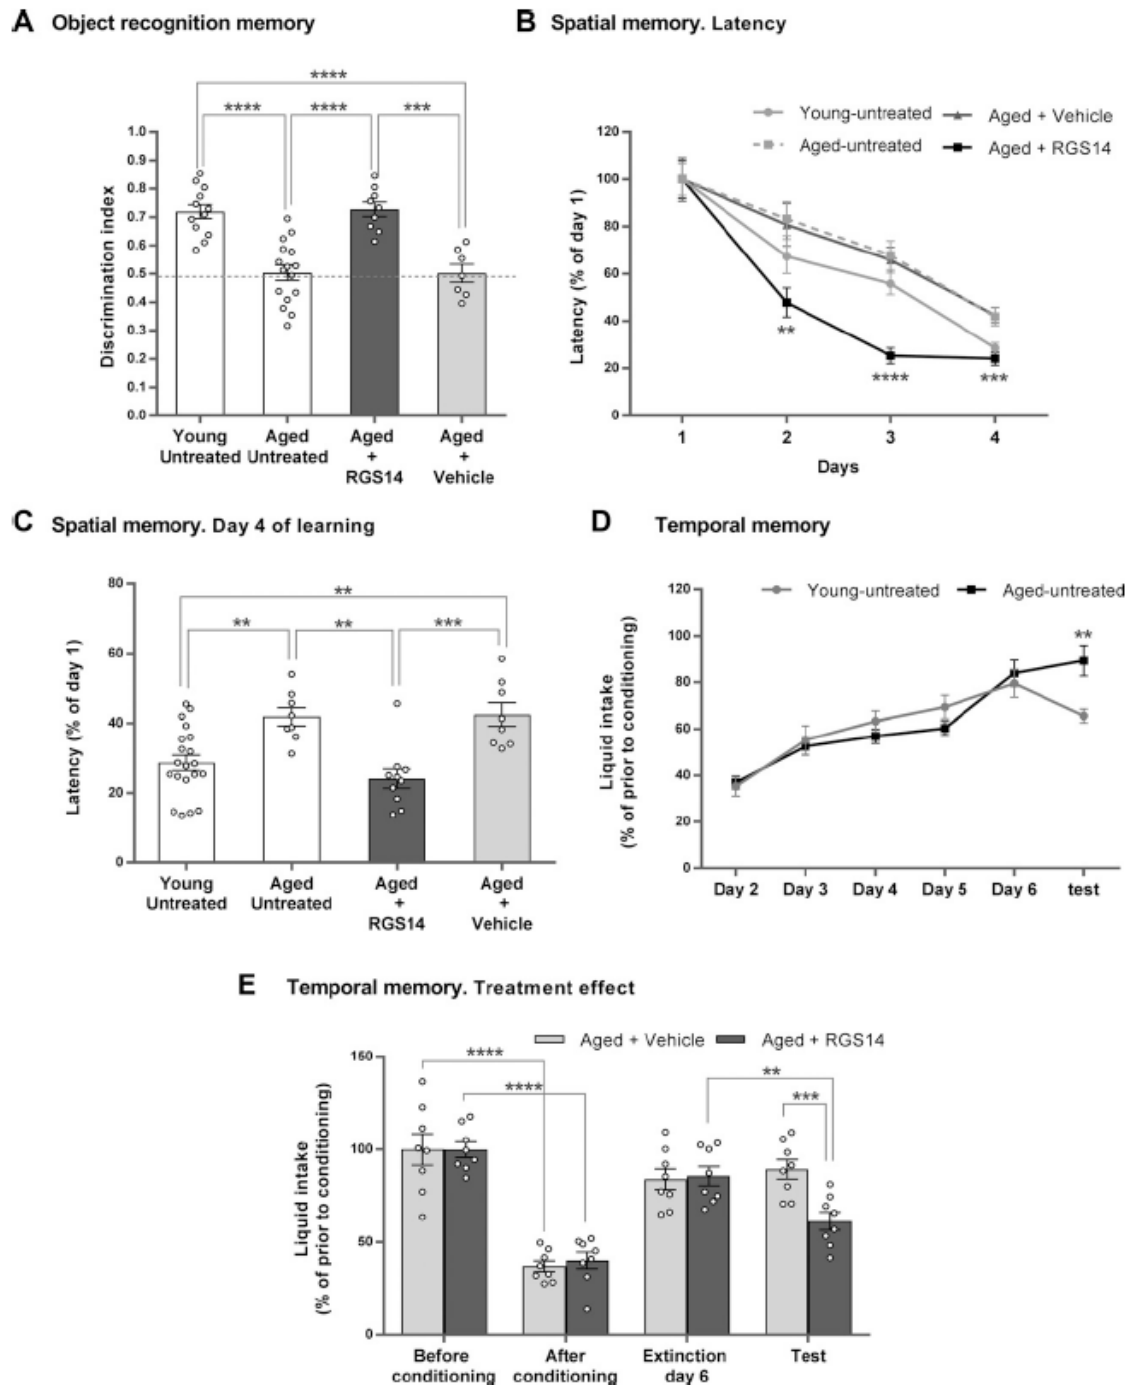 A Object recognition memory
****
**** **** ***
1.0
0.9
0.8
0.7
0.6
0.5
0.4
0.3
0.2
0.1
0.0
Discrimination index
Young Untreated
Aged Untreated
Aged + RGS14
Aged + Vehicle
B Spatial memory. Latency
Young-untreated
Aged-untreated
Aged + Vehicle
Aged + RGS14
120
100
80
60
40
20
0
Latency (% of day 1)
**
****
***
1 2 3 4
Days
C Spatial memory. Day 4 of learning
**
** ** ***
80
60
40
20
0
Latency (% of day 1)
Young Untreated
Aged Untreated
Aged + RGS14
Aged + Vehicle
D Temporal memory
Young-untreated
Aged-untreated
120
100
80
60
40
20
0
Liquid intake
(% of prior to conditioning)
**
Day 2 Day 3 Day 4 Day 5 Day 6 test
E Temporal memory. Treatment effect
Aged + Vehicle
Aged + RGS14
150
100
50
0
Liquid intake
(% of prior to conditioning)
****
****
**
***
Before conditioning
After conditioning
Extinction day 6
Test